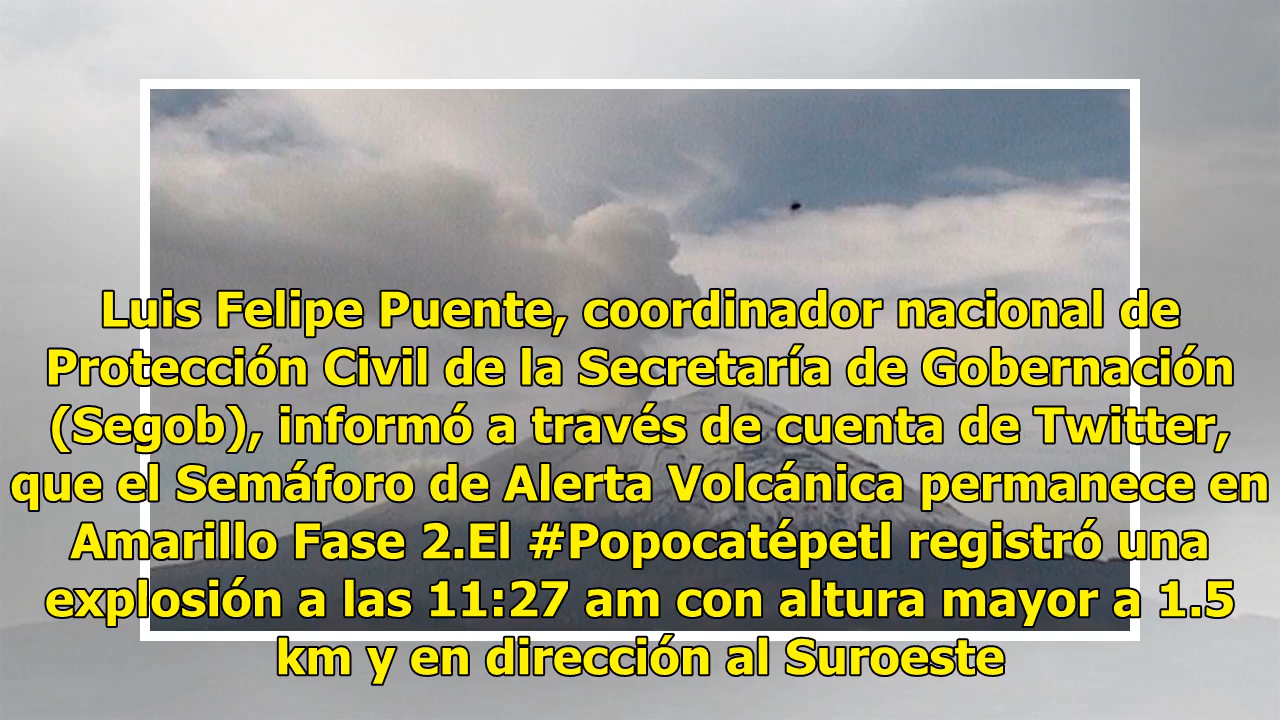 Luis Felipe Puente, coordinador nacional de
Protección Civil de la Secretaría de Gobernación
(Segob), informó a través de cuenta de Twitter,
que el Semáforo de Alerta Volcánica permanece en
Amarillo Fase 2.El #Popocatépetl registró una
explosión a las 11:27 am con altura mayor a 1.5
km y en dirección al Suroeste